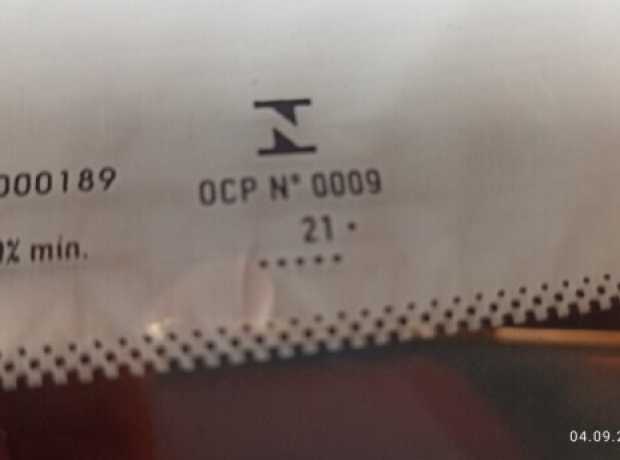 000189
OCP N° 0009
% min.
21 •
•••••
04.09.2